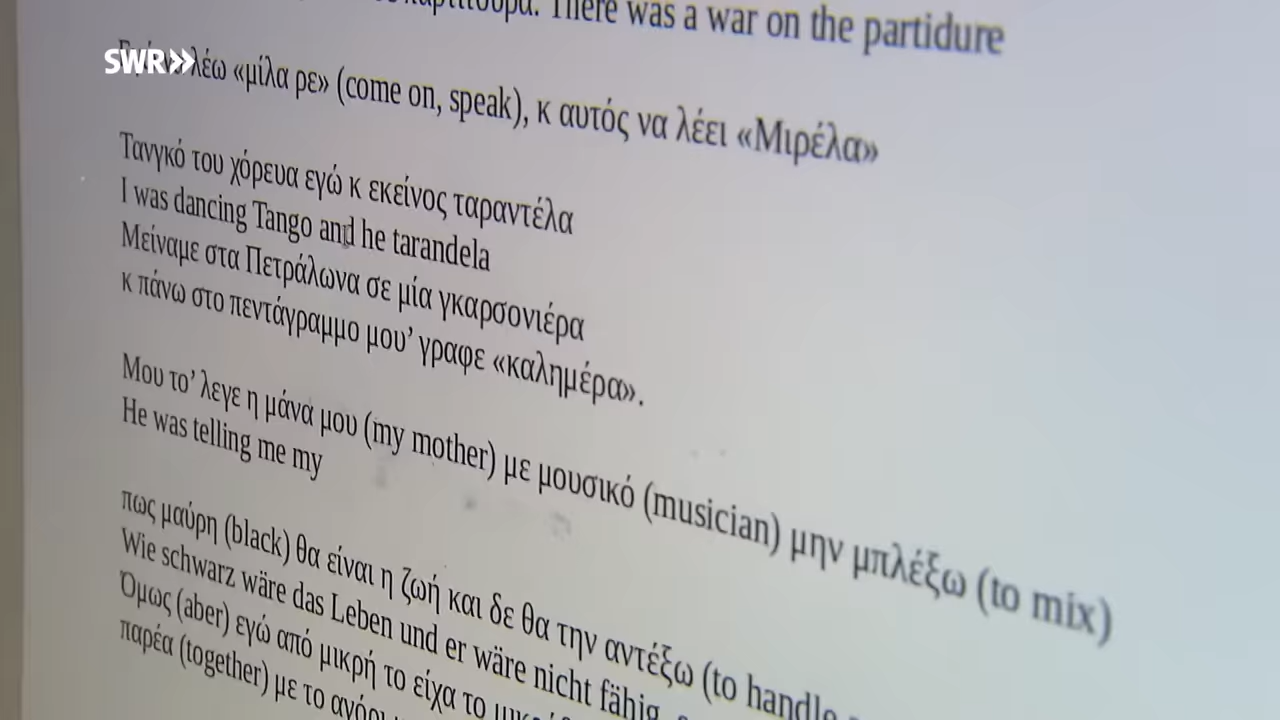 SWR»
παρτιτούρα. There was a war on the partidure
λέω «μίλα ρε» (come on, speak), κ αυτός να λέει «Μιρέλα»
Τανγκό του χόρευα εγώ κ εκείνος ταραντέλα
I was dancing Tango and he tarandela
Μείναμε στα Πετράλωνα σε μία γκαρσονιέρα
κ πάνω στο πεντάγραμμο μου’ γραφε «καλημέρα».
Μου το’ λεγε η μάνα μου (my mother) με μουσικό (musician) μην μπλέξω (to mix)
He was telling me my
πως μαύρη (black) θα είναι η ζωή και δε θα την αντέξω (to handle
Wie schwarz wäre das Leben und er wäre nicht fähig,
Όμως (aber) εγώ από μικρή το είχα το
παρέα (together) με το αγόρι